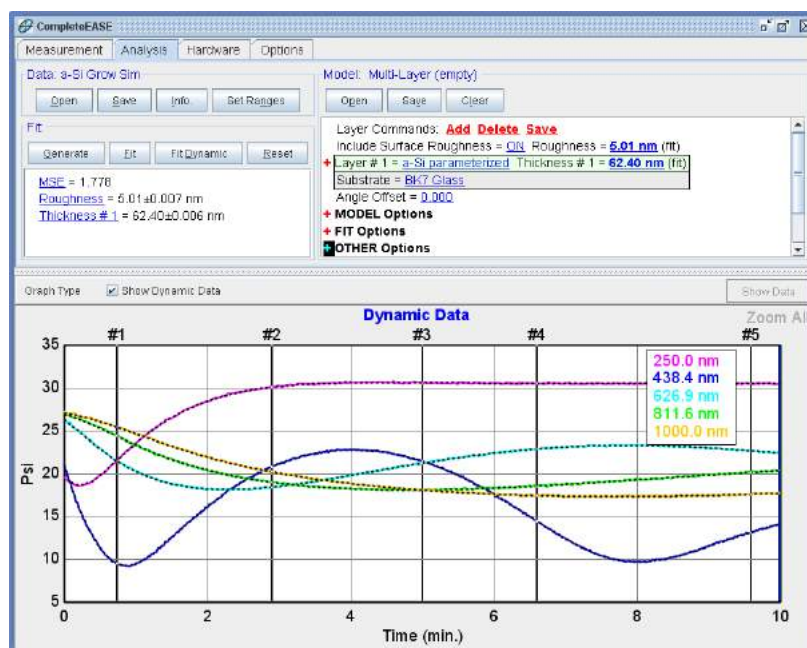 CompleteEASE
Measurement Analysis Hardware Options
Data: a-Si Grow Sim
Open Save Info. Set Ranges
Fit
Generate Fit Fit Dynamic Reset
MSE = 1.778
Roughness = 5.01±0.007 nm
Thickness # 1 = 62.40±0.006 nm
Model: Multi-Layer (empty)
Open Save Clear
Layer Commands: Add Delete Save
Include Surface Roughness = ON Roughness = 5.01 nm (fit)
+ Layer # 1 = a-Si parameterized Thickness # 1 = 62.40 nm (fit)
Substrate = BK7 Glass
Angle Offset = 0.000
+ MODEL Options
+ FIT Options
+ OTHER Options
Graph Type Show Dynamic Data Show Data
Dynamic Data Zoom All
#1 #2 #3 #4 #5
35
30
25
20
15
10
5
Psi
250.0 nm
438.4 nm
626.9 nm
811.6 nm
1000.0 nm
0 2 4 6 8 10
Time (min.)